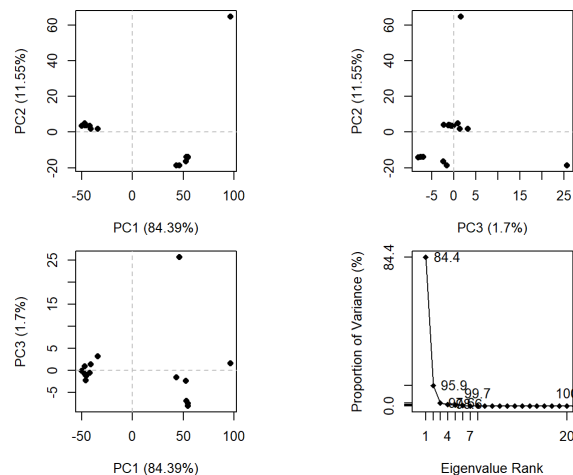 PC2 (11.55%)
60
40
20
0
-20
-50 0 50 100
PC1 (84.39%)
PC2 (11.55%)
60
40
20
0
-20
-5 0 5 15 25
PC3 (1.7%)
PC3 (1.7%)
25
15
5
-5
-50 0 50 100
PC1 (84.39%)
Proportion of Variance (%)
84.4
0.0
84.4
95.9
99.7
1 4 7 20
Eigenvalue Rank